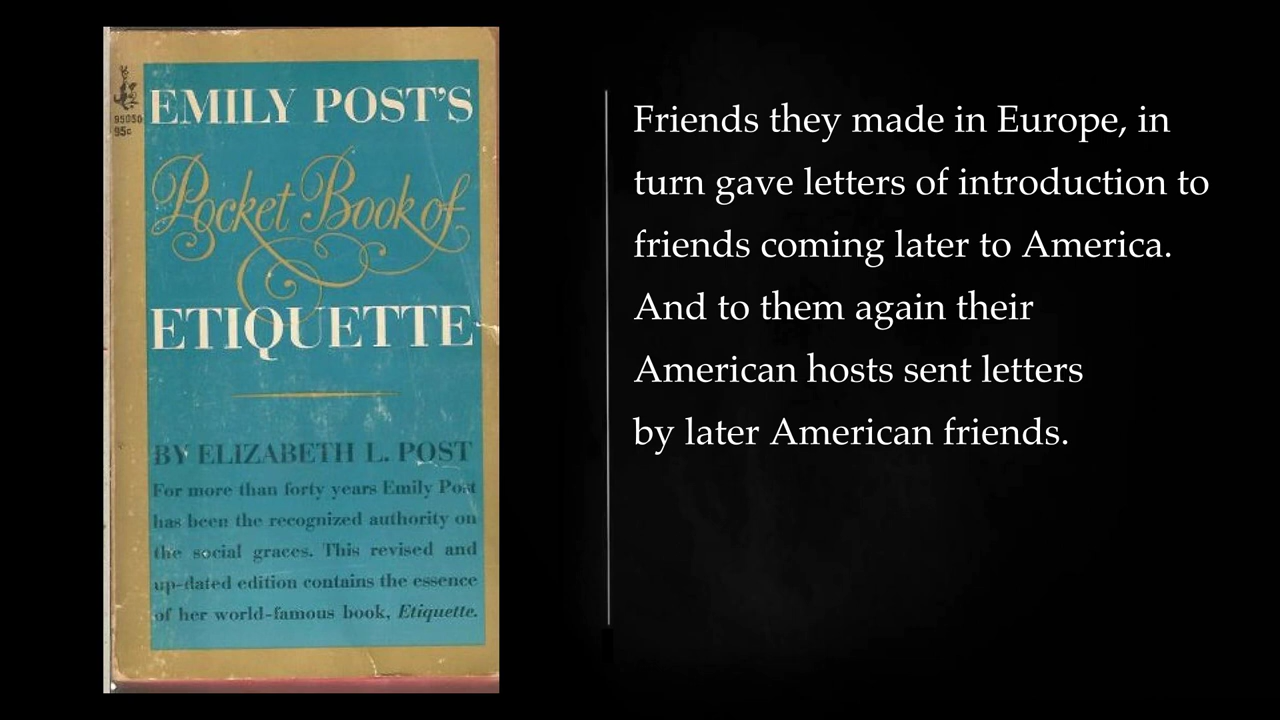 95050
95c
EMILY POST'S
Pocket Book of
ETIQUETTE
BY ELIZABETH L. POST
For more than forty years Emily Post
has been the recognized authority on
the social graces. This revised and
up-dated edition contains the essence
of her world-famous book, Etiquette.
Friends they made in Europe, in
turn gave letters of introduction to
friends coming later to America.
And to them again their
American hosts sent letters
by later American friends.